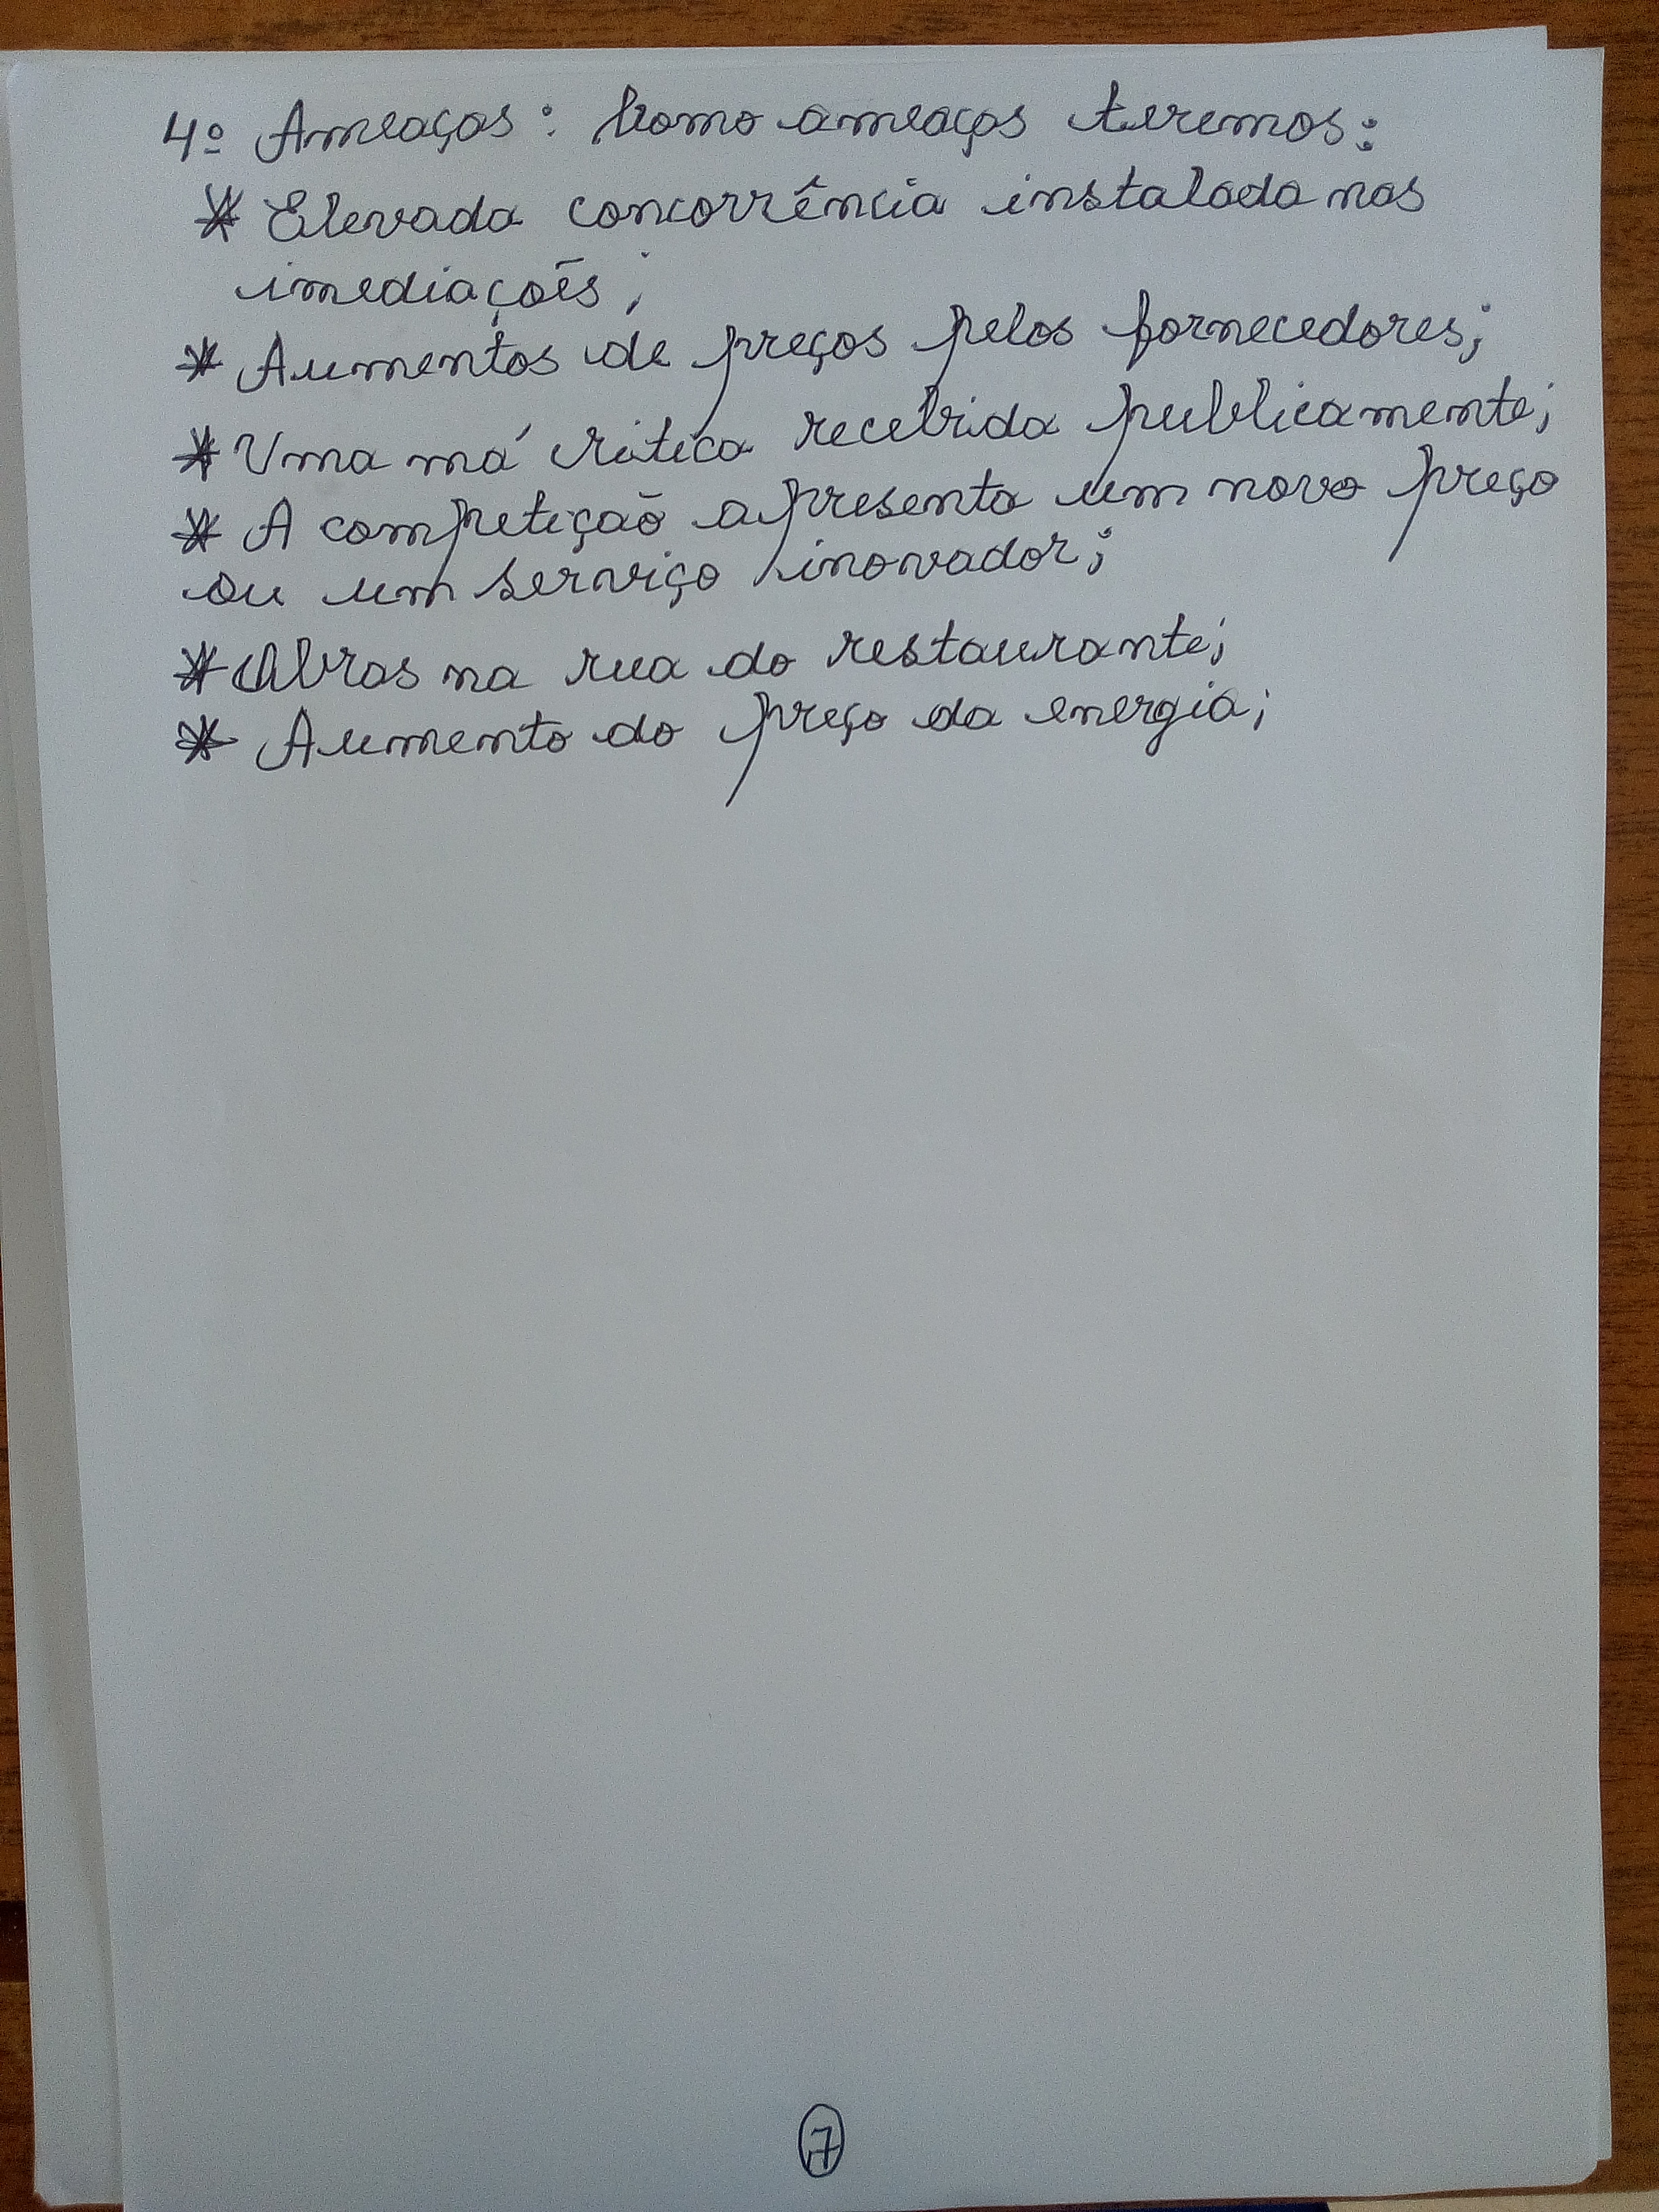 4º Ameaças: Como ameaças teremos:
* Elevada concorrência instalada nas
imediações;
* Aumentos de preços pelos fornecedores;
* Uma má critica recebida publicamente;
* A competição apresenta um novo preço
ou um serviço inovador;
* Obras na rua do restaurante;
* Aumento do preço da energia;
7